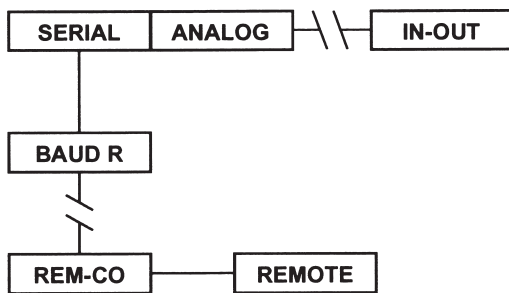 SERIAL ANALOG IN-OUT
BAUD R
REM-CO REMOTE